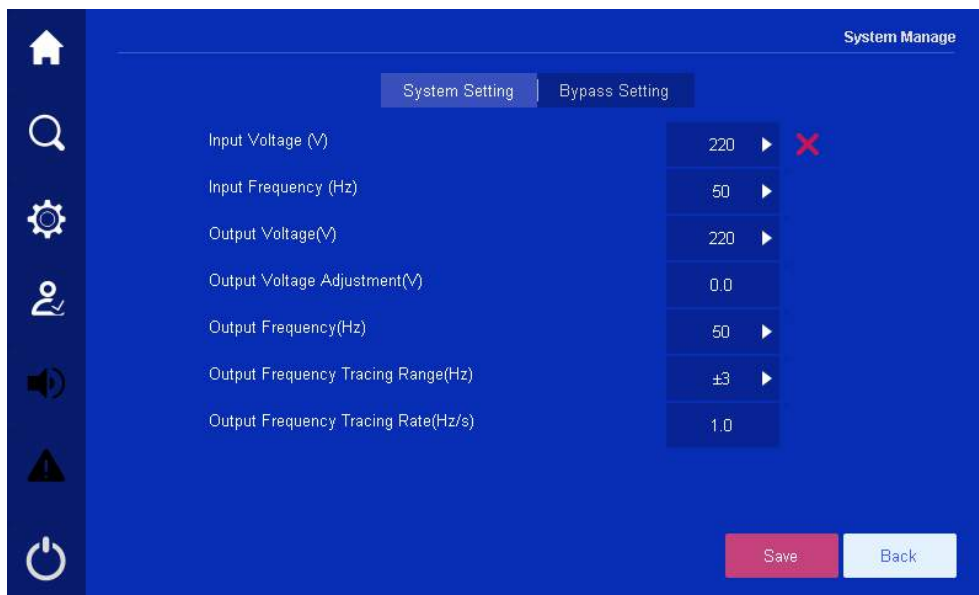 System Manage
System Setting Bypass Setting
Input Voltage (V) 220
Input Frequency (Hz) 50
Output Voltage(V) 220
Output Voltage Adjustment(V) 0.0
Output Frequency(Hz) 50
Output Frequency Tracing Range(Hz) ±3
Output Frequency Tracing Rate(Hz/s) 1.0
Save Back